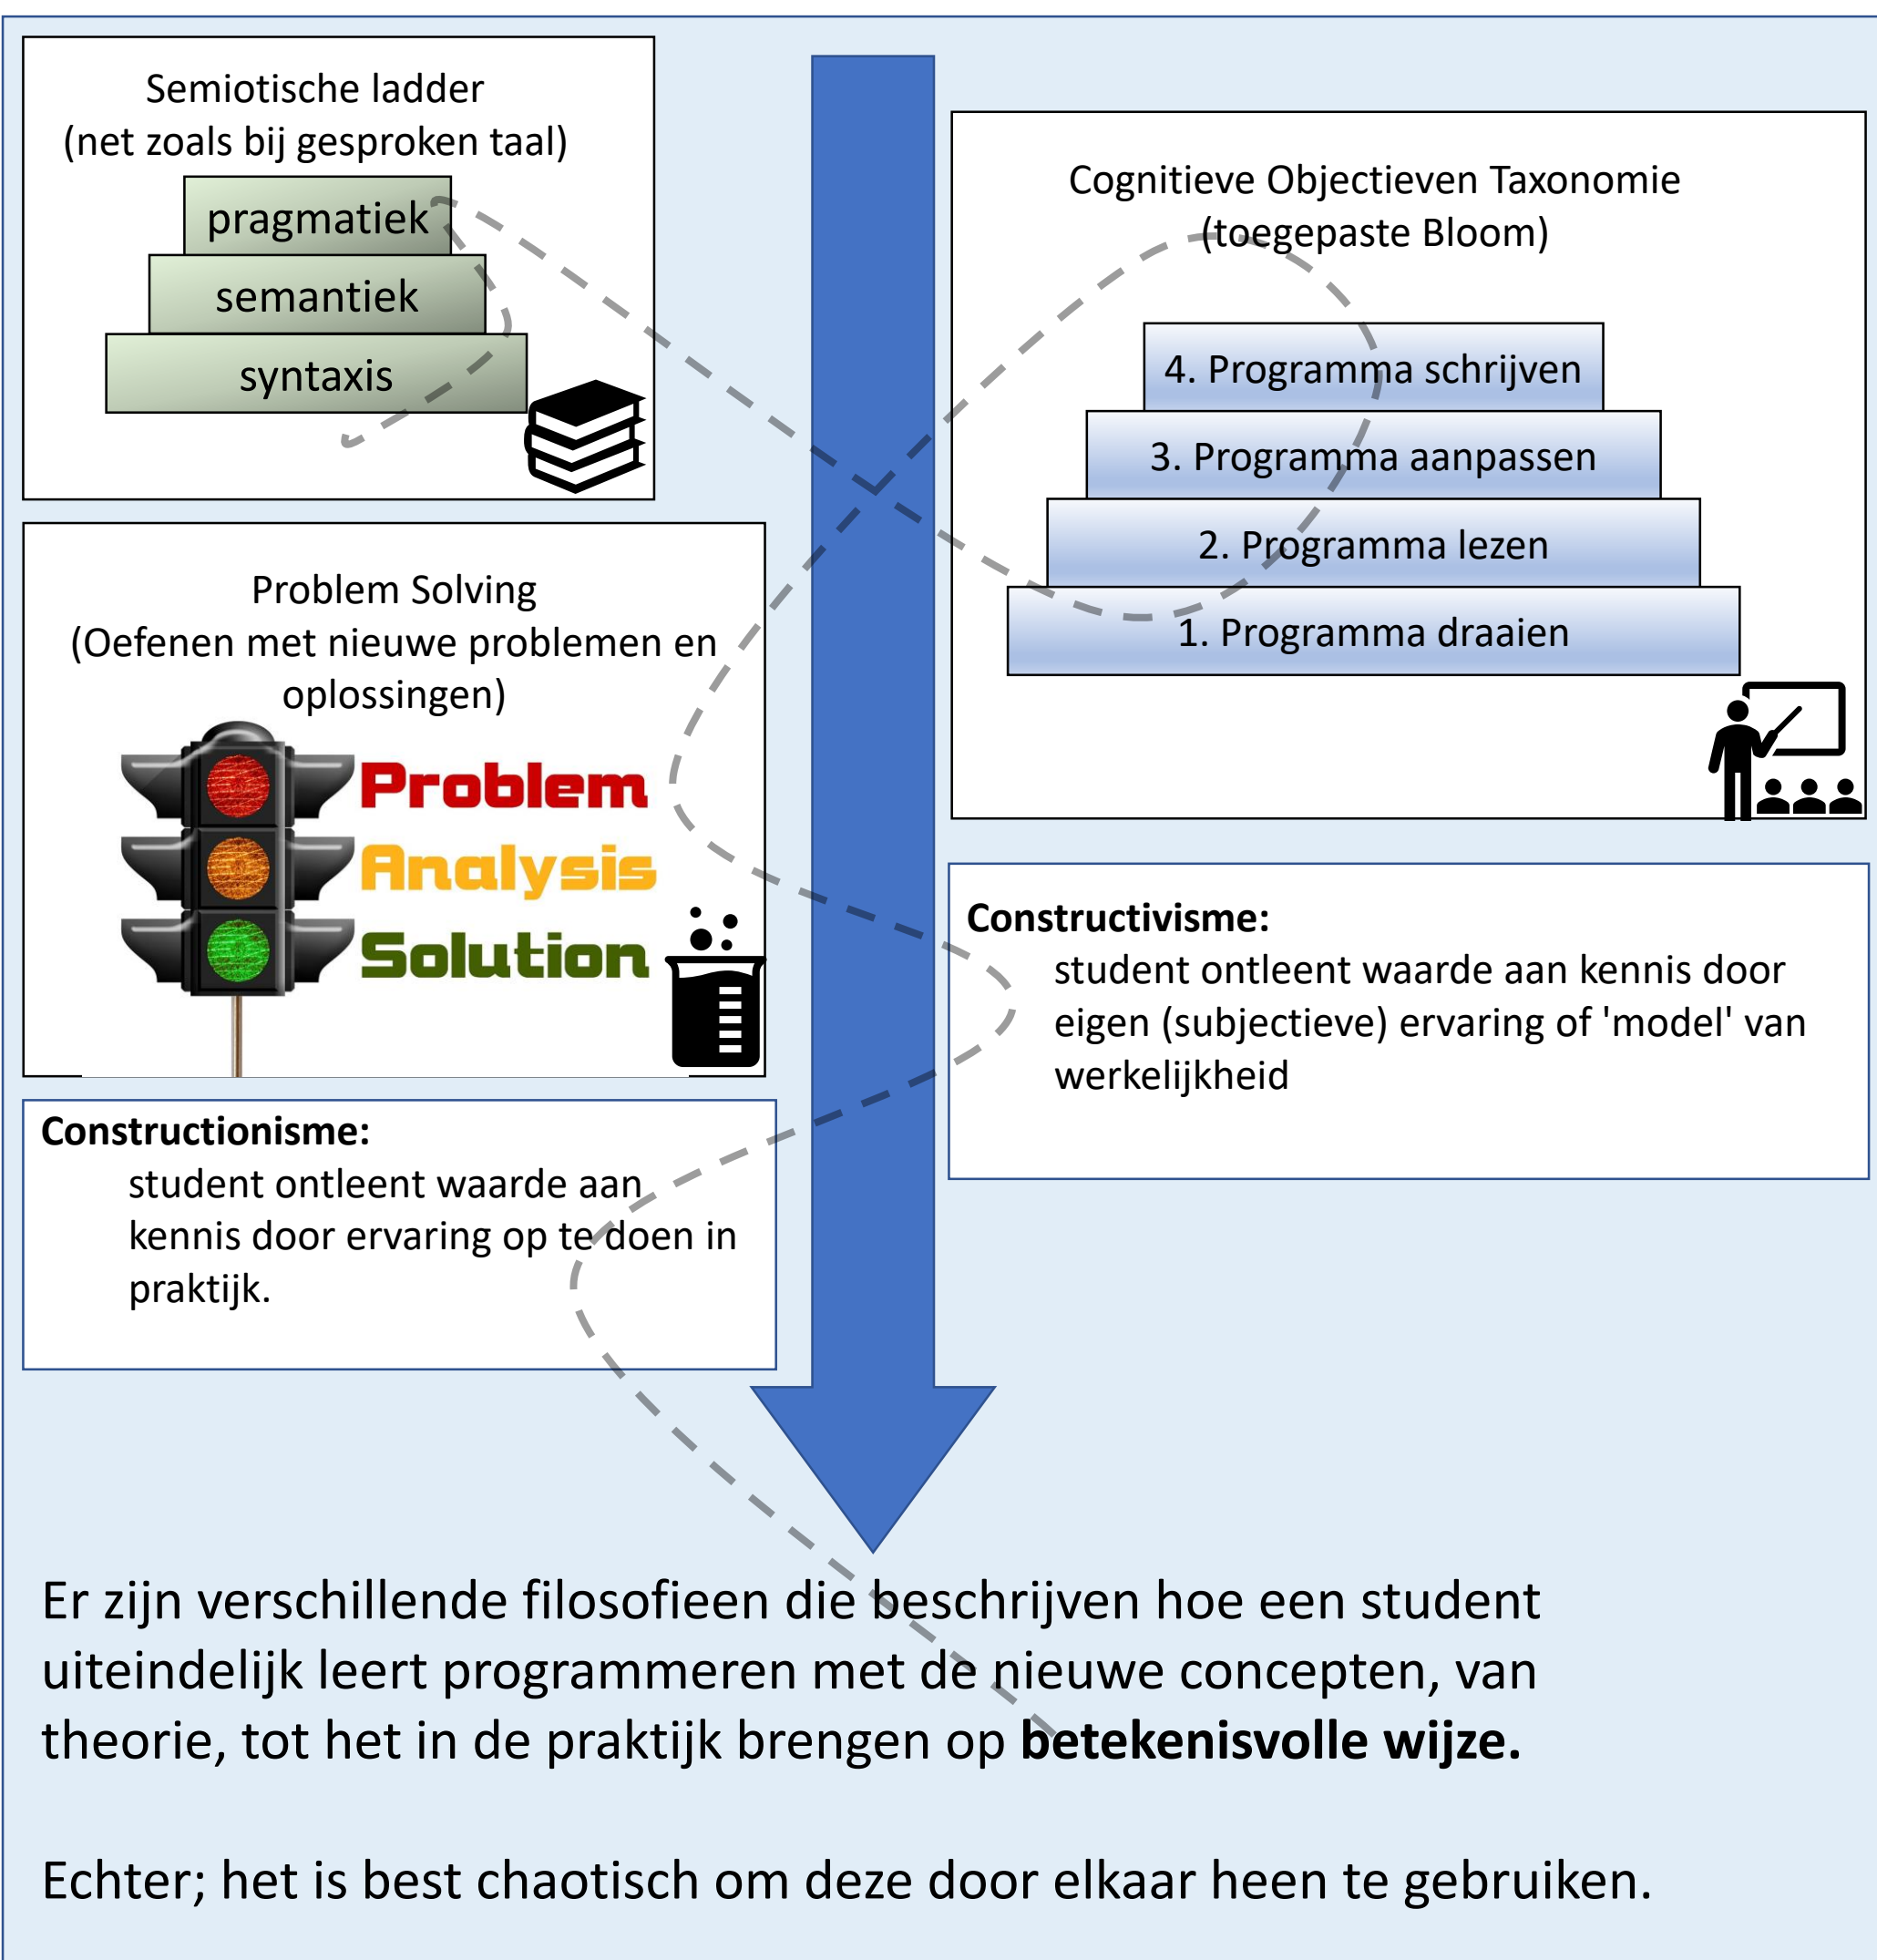 Semiotische ladder
(net zoals bij gesproken taal)
pragmatiek
semantiek
syntaxis
Cognitieve Objectieven Taxonomie
(toegepaste Bloom)
4. Programma schrijven
3. Programma aanpassen
2. Programma lezen
1. Programma draaien
Problem Solving
(Oefenen met nieuwe problemen en
oplossingen)
Problem
Analysis
Solution
Constructivisme:
student ontleent waarde aan kennis door
eigen (subjectieve) ervaring of 'model' van
werkelijkheid
Constructionisme:
student ontleent waarde aan
kennis door ervaring op te doen in
praktijk.
Er zijn verschillende filosofieen die beschrijven hoe een student
uiteindelijk leert programmeren met de nieuwe concepten, van
theorie, tot het in de praktijk brengen op betekenisvolle wijze.
Echter; het is best chaotisch om deze door elkaar heen te gebruiken.